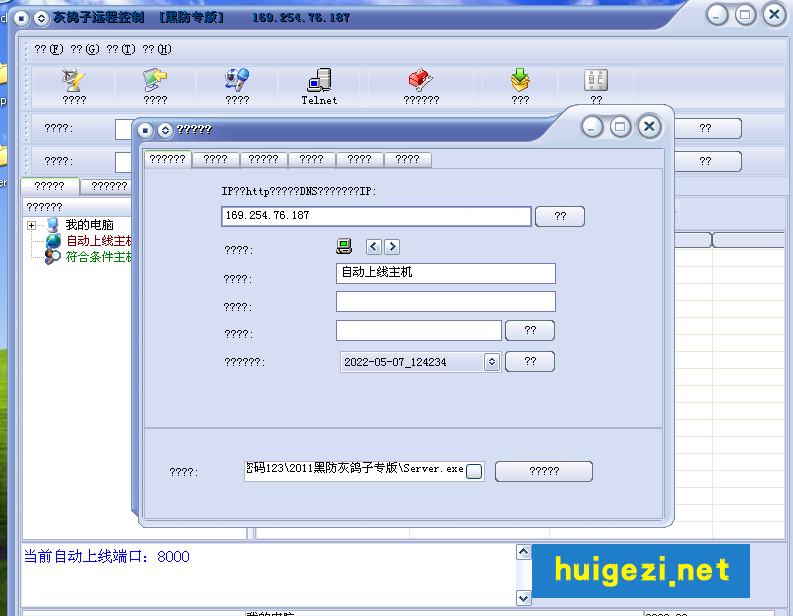 灰鸽子远程控制 [黑防专版] 169.254.76.187
??(F) ??(G) ??(T) ??(H)
???? ???? ???? Telnet ?????? ??? ??
????: ??
????: ??
????? ??????
??????
我的电脑
自动上线主机
符合条件主机
?????
?????? ???? ????? ???? ???? ????
IP??http?????DNS???????IP:
169.254.76.187 ??
????:
????: 自动上线主机
????:
????: ??
??????: 2022-05-07_124234 ??
????: 码123\2011黑防灰鸽子专版\Server.exe ?????
当前自动上线端口: 8000
huigezi.net
我的电脑